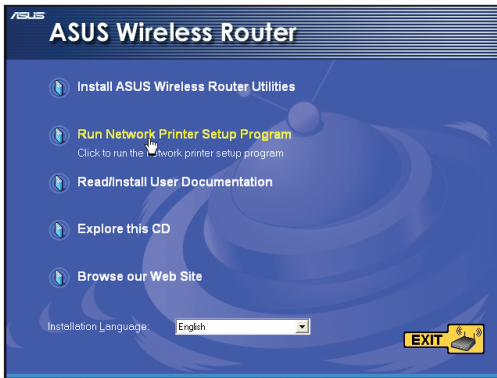 ASUS
ASUS Wireless Router
Install ASUS Wireless Router Utilities
Run Network Printer Setup Program
Click to run the network printer setup program
Read/Install User Documentation
Explore this CD
Browse our Web Site
Installation Language: English
EXIT